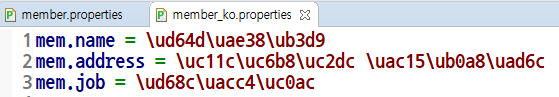 member.properties member_ko.properties
1 mem.name = \ud64d\uae38\ub3d9
2 mem.address = \uc11c\uc6b8\uc2dc \uac15\ub0a8\uad6c
3 mem.job = \ud68c\uacc4\uc0ac